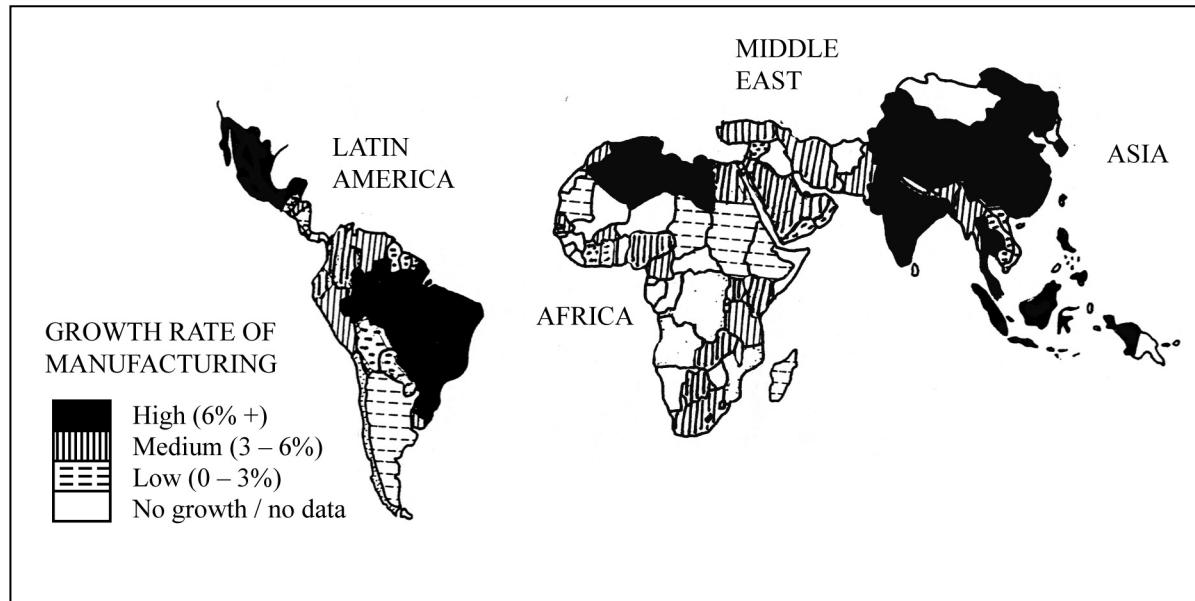 MIDDLE
EAST
LATIN
AMERICA
ASIA
AFRICA
GROWTH RATE OF
MANUFACTURING
High (6% +)
Medium (3 – 6%)
Low (0 – 3%)
No growth / no data